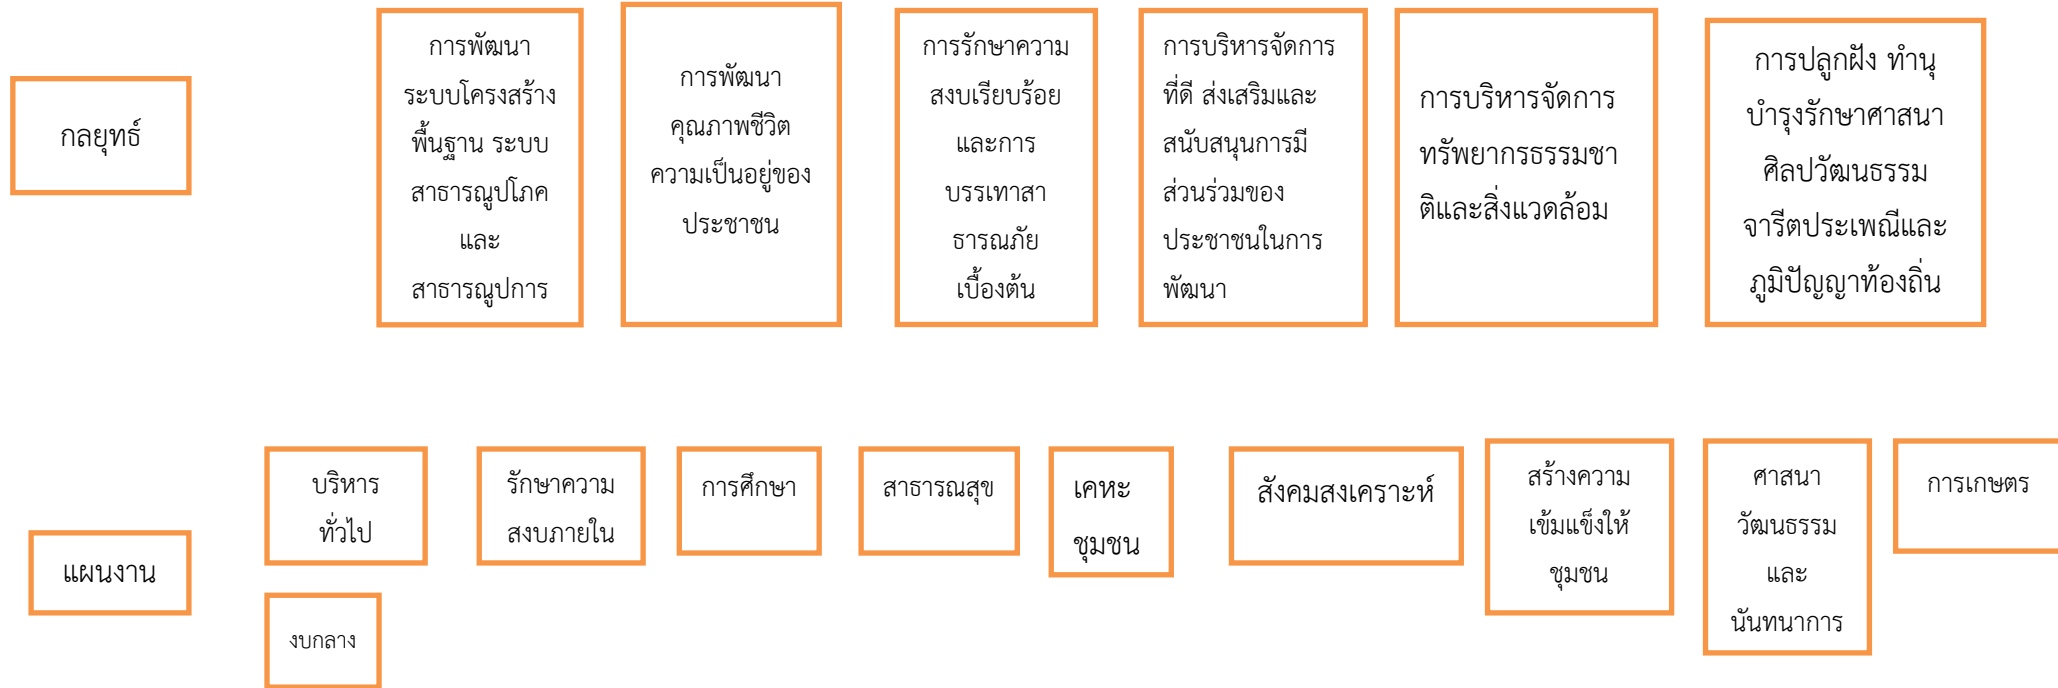 กลยุทธ์
การพัฒนา
ระบบโครงสร้าง
พื้นฐาน ระบบ
สาธารณูปโภค
และ
สาธารณูปการ
การพัฒนา
คุณภาพชีวิต
ความเป็นอยู่ของ
ประชาชน
การรักษาความ
สงบเรียบร้อย
และการ
บรรเทาสา
ธารณภัย
เบื้องต้น
การบริหารจัดการ
ที่ดี ส่งเสริมและ
สนับสนุนการมี
ส่วนร่วมของ
ประชาชนในการ
พัฒนา
การบริหารจัดการ
ทรัพยากรธรรมชา
ติและสิ่งแวดล้อม
การปลูกฝัง ทำนุ
บำรุงรักษาศาสนา
ศิลปวัฒนธรรม
จารีตประเพณีและ
ภูมิปัญญาท้องถิ่น
แผนงาน
บริหาร
ทั่วไป
รักษาความ
สงบภายใน
การศึกษา
สาธารณสุข
เคหะ
ชุมชน
สังคมสงเคราะห์
สร้างความ
เข้มแข็งให้
ชุมชน
ศาสนา
วัฒนธรรม
และ
นันทนาการ
การเกษตร
งบกลาง